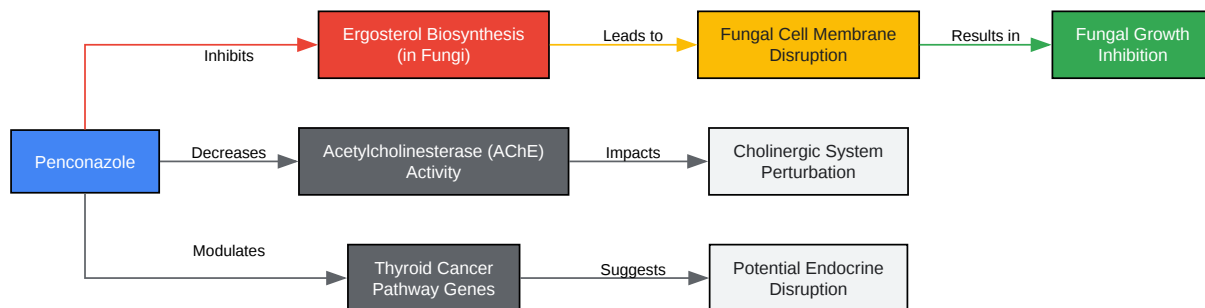 Inhibits
Ergosterol Biosynthesis
(in Fungi)
Leads to
Fungal Cell Membrane
Disruption
Results in
Fungal Growth
Inhibition
Penconazole
Decreases
Acetylcholinesterase (AChE)
Activity
Impacts
Cholinergic System
Perturbation
Modulates
Thyroid Cancer
Pathway Genes
Suggests
Potential Endocrine
Disruption